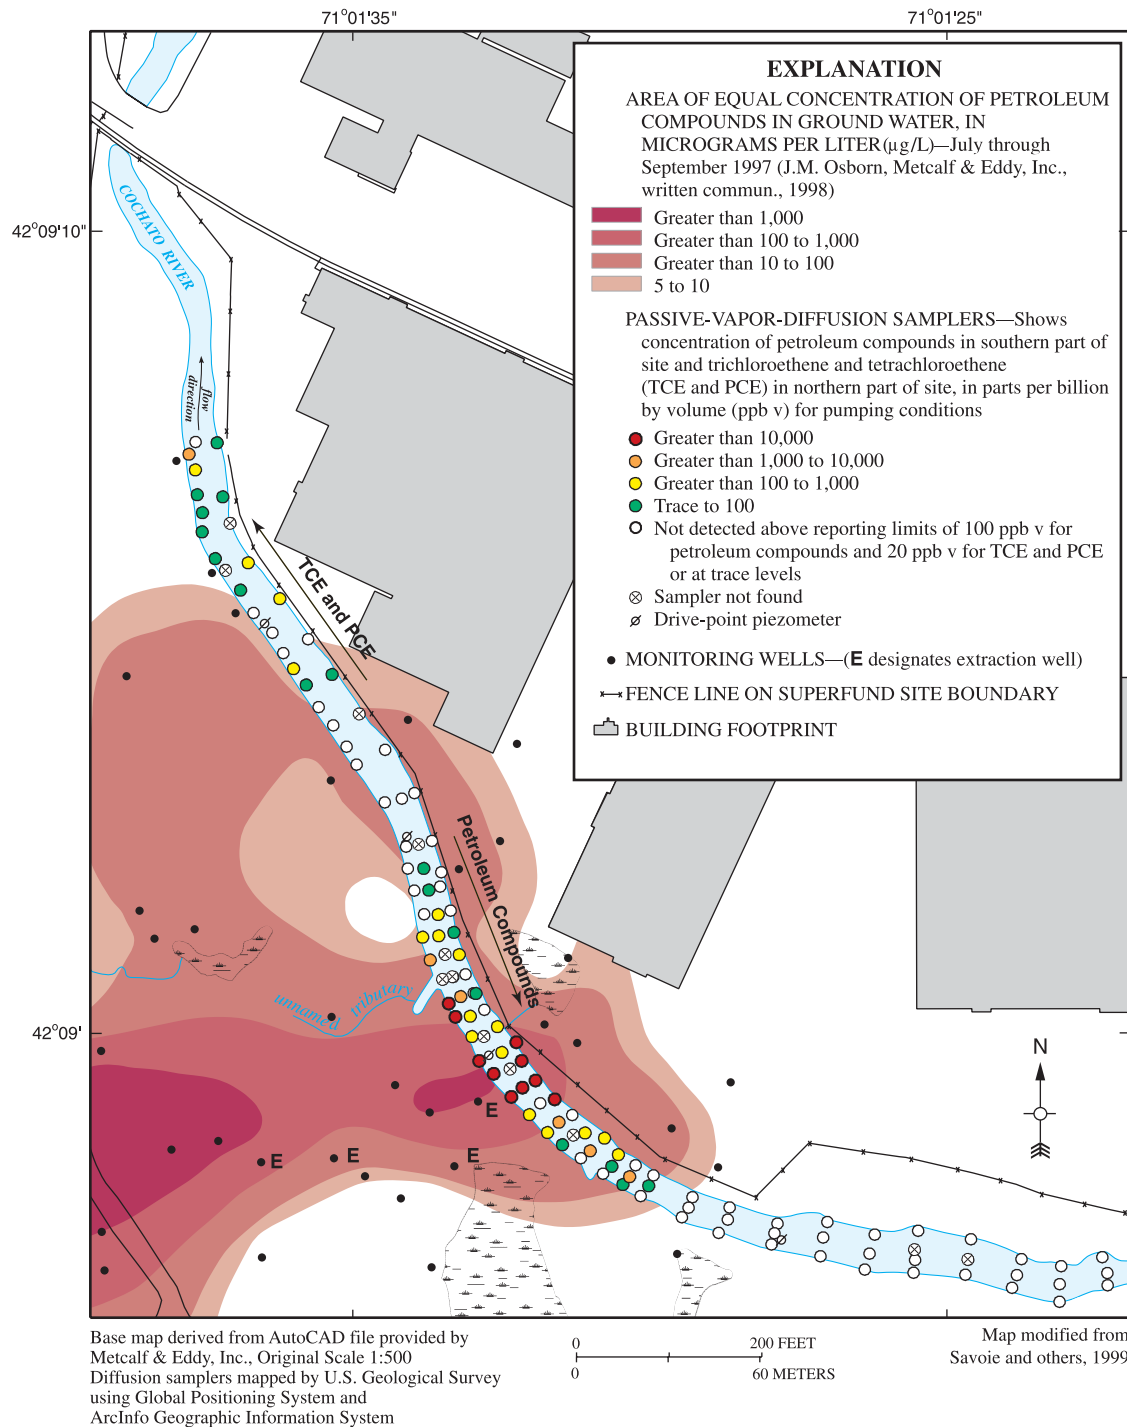 71°01'35"
71°01'25"
42°09'10"
42°09'
EXPLANATION
AREA OF EQUAL CONCENTRATION OF PETROLEUM
COMPOUNDS IN GROUND WATER, IN
MICROGRAMS PER LITER (µg/L)—July through
September 1997 (J.M. Osborn, Metcalf & Eddy, Inc.,
written commun., 1998)
Greater than 1,000
Greater than 100 to 1,000
Greater than 10 to 100
5 to 10
PASSIVE-VAPOR-DIFFUSION SAMPLERS—Shows
concentration of petroleum compounds in southern part of
site and trichloroethene and tetrachloroethene
(TCE and PCE) in northern part of site, in parts per billion
by volume (ppb v) for pumping conditions
Greater than 10,000
Greater than 1,000 to 10,000
Greater than 100 to 1,000
Trace to 100
Not detected above reporting limits of 100 ppb v for
petroleum compounds and 20 ppb v for TCE and PCE
or at trace levels
Sampler not found
Drive-point piezometer
MONITORING WELLS—(E designates extraction well)
FENCE LINE ON SUPERFUND SITE BOUNDARY
BUILDING FOOTPRINT
COCHATO RIVER
flow
direction
TCE and PCE
Petroleum Compounds
unnamed tributary
E
E
E
E
N
0 200 FEET
0 60 METERS
Base map derived from AutoCAD file provided by
Metcalf & Eddy, Inc., Original Scale 1:500
Diffusion samplers mapped by U.S. Geological Survey
using Global Positioning System and
ArcInfo Geographic Information System
Map modified from
Savoie and others, 1999